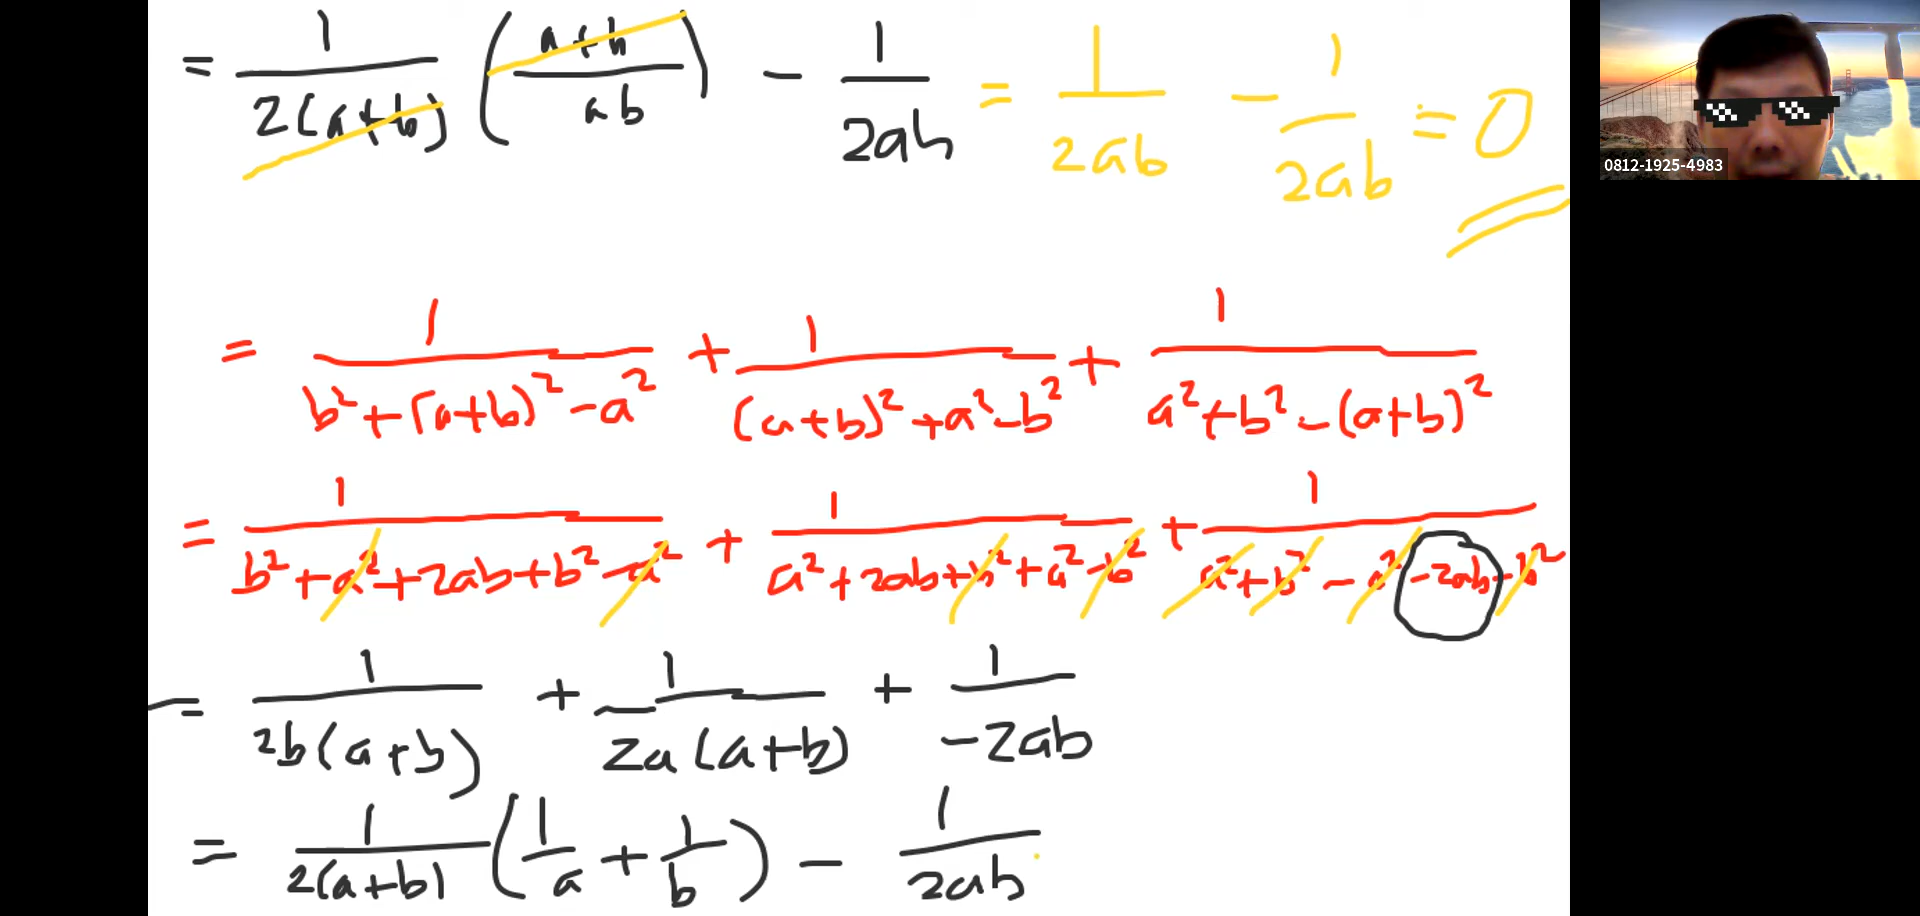 = 1/(2(a+b)) ((a+b)/(ab)) - 1/(2ab) = 1/(2ab) - 1/(2ab) = 0
0812-1925-4983
= 1/(b²+(a+b)²-a²) + 1/((a+b)²+a²-b²) + 1/(a²+b²-(a+b)²)
= 1/(b²+a²+2ab+b²-a²) + 1/(a²+2ab+b²+a²-b²) + 1/(a²+b²-a²-2ab-b²)
= 1/(2b(a+b)) + 1/(2a(a+b)) + 1/(-2ab)
= 1/(2(a+b)) (1/a + 1/b) - 1/(2ab)